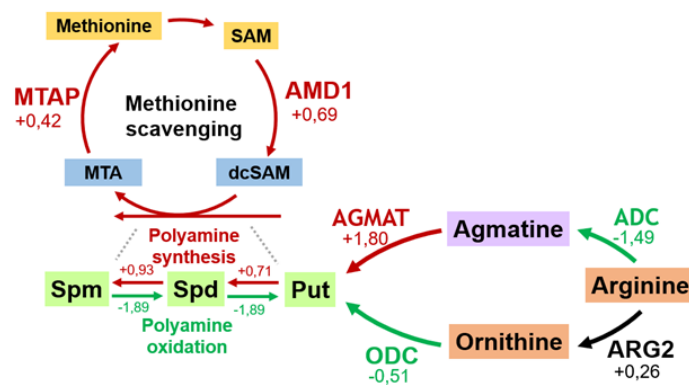 Methionine
SAM
MTAP
+0,42
Methionine
scavenging
AMD1
+0,69
MTA
dcSAM
Polyamine
synthesis
AGMAT
+1,80
Agmatine
ADC
-1,49
+0,93
+0,71
Spm
Spd
Put
Arginine
-1,89
-1,89
Polyamine
oxidation
ODC
-0,51
Ornithine
ARG2
+0,26